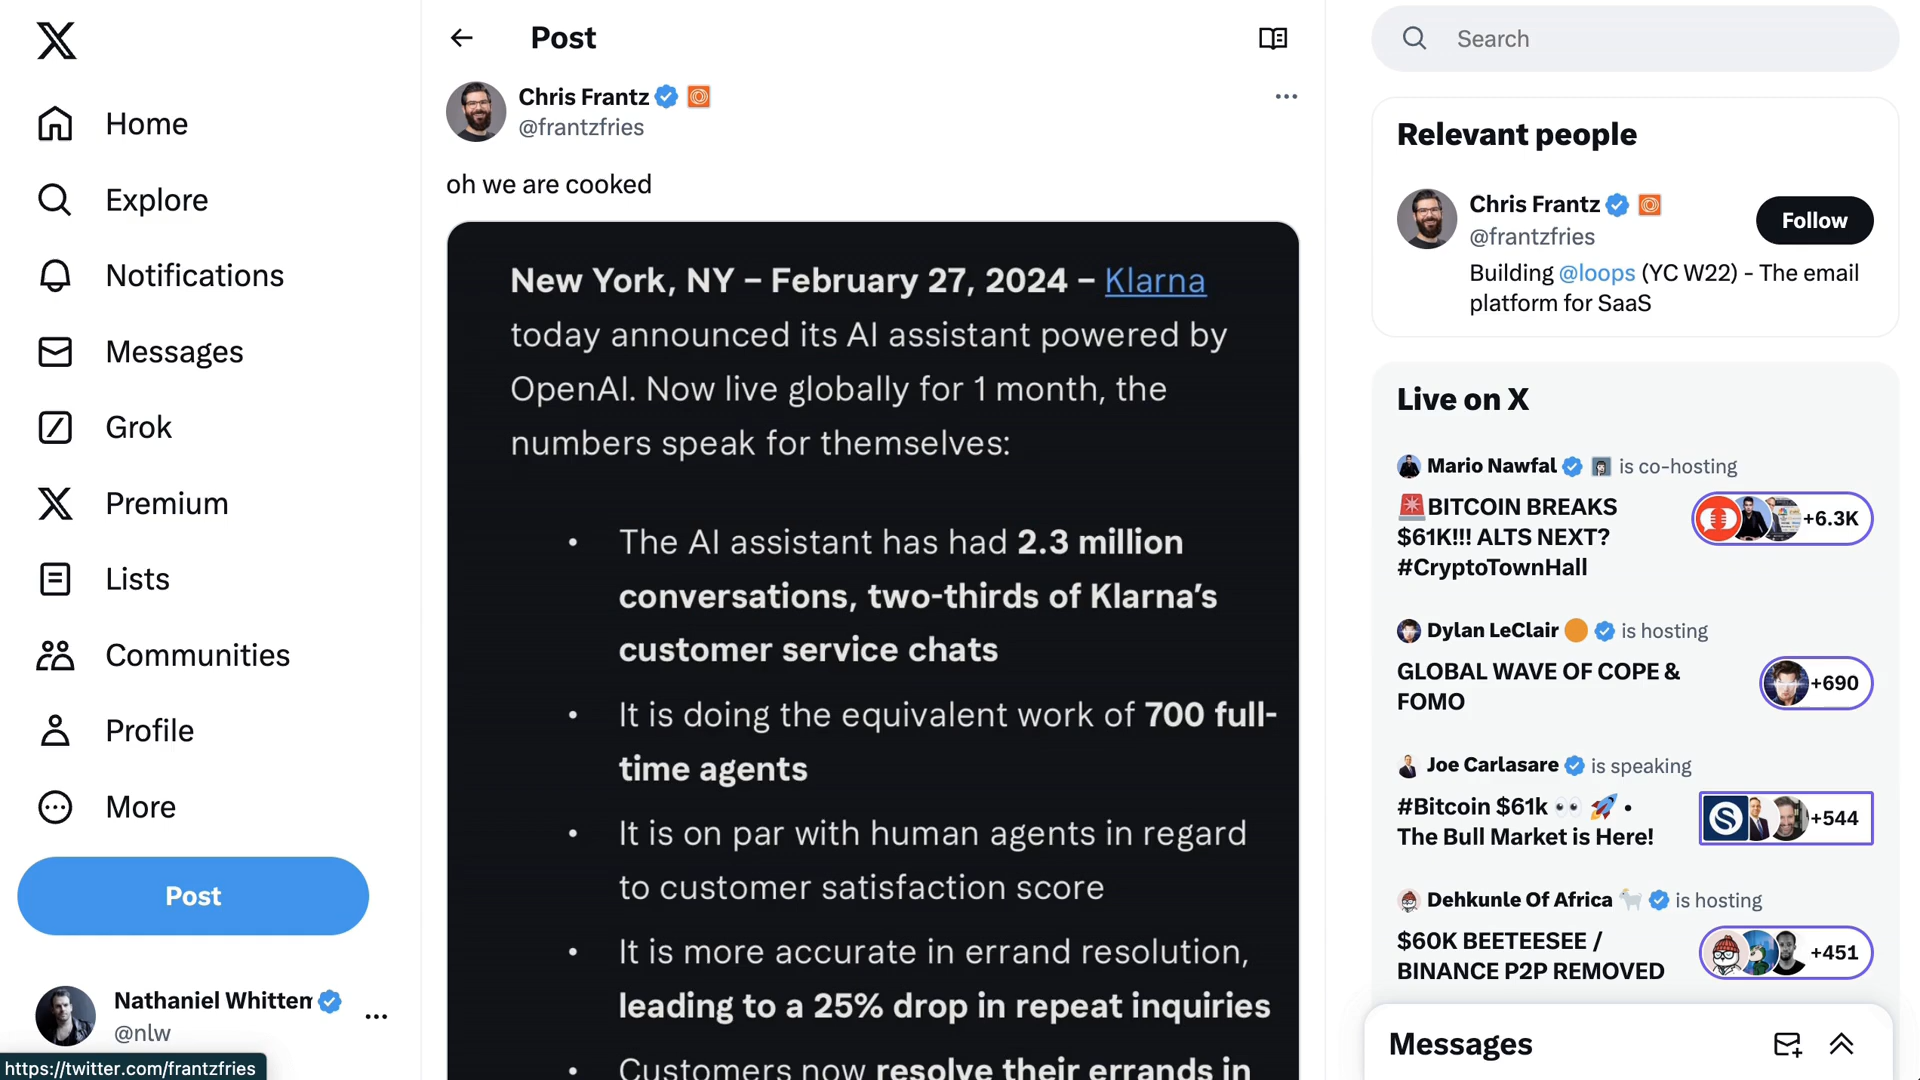 Home
Explore
Notifications
Messages
Grok
Premium
Lists
Communities
Profile
More
Post
Nathaniel Whittem
@nlw
https://twitter.com/frantzfries
Post
Chris Frantz
@frantzfries
oh we are cooked
New York, NY – February 27, 2024 – Klarna
today announced its AI assistant powered by
OpenAI. Now live globally for 1 month, the
numbers speak for themselves:
• The AI assistant has had 2.3 million
conversations, two-thirds of Klarna’s
customer service chats
• It is doing the equivalent work of 700 full-
time agents
• It is on par with human agents in regard
to customer satisfaction score
• It is more accurate in errand resolution,
leading to a 25% drop in repeat inquiries
• Customers now resolve their errands in
Search
Relevant people
Chris Frantz
@frantzfries
Follow
Building @loops (YC W22) - The email
platform for SaaS
Live on X
Mario Nawfal is co-hosting
BITCOIN BREAKS
$61K!!! ALTS NEXT?
#CryptoTownHall
+6.3K
Dylan LeClair is hosting
GLOBAL WAVE OF COPE &
FOMO
+690
Joe Carlasare is speaking
#Bitcoin $61k 👀 🚀 •
The Bull Market is Here!
+544
Dehkunle Of Africa is hosting
$60K BEETEESEE /
BINANCE P2P REMOVED
+451
Messages